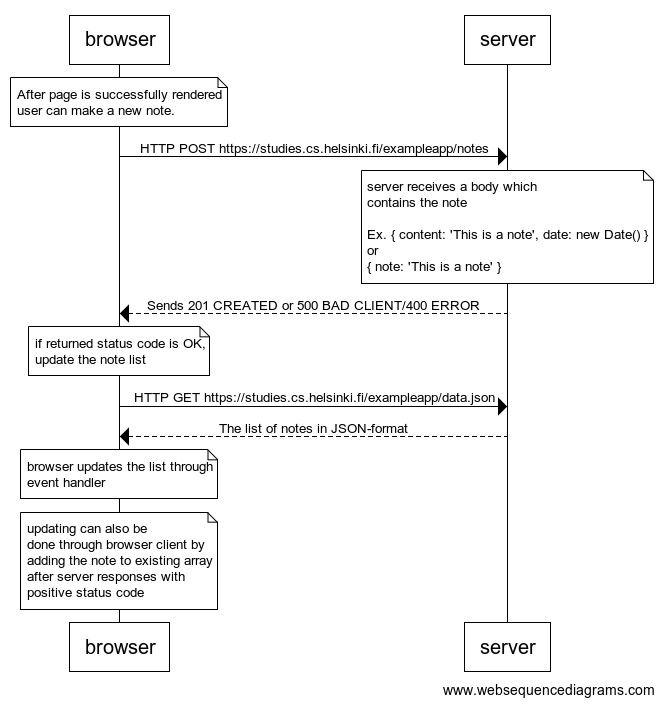 browser
server
After page is successfully rendered
user can make a new note.
HTTP POST https://studies.cs.helsinki.fi/exampleapp/notes
server receives a body which
contains the note
Ex. { content: 'This is a note', date: new Date() }
or
{ note: 'This is a note' }
Sends 201 CREATED or 500 BAD CLIENT/400 ERROR
if returned status code is OK,
update the note list
HTTP GET https://studies.cs.helsinki.fi/exampleapp/data.json
The list of notes in JSON-format
browser updates the list through
event handler
updating can also be
done through browser client by
adding the note to existing array
after server responses with
positive status code
browser
server
www.websequencediagrams.com